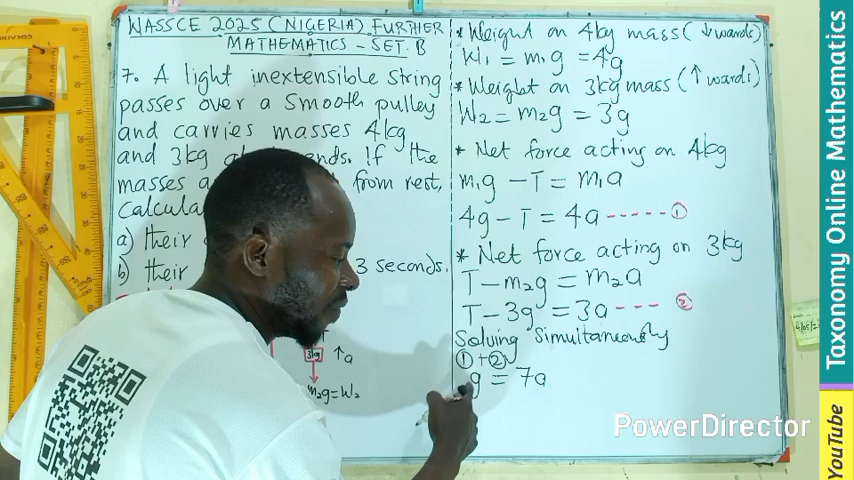 WASSCE 2025 (NIGERIA) FURTHER
MATHEMATICS - SET B
7. A light inextensible string
passes over a smooth pulley
and carries masses 4kg
and 3kg ends. If the
masses from rest,
a) their
b) their 3 seconds.
3kg ↑a
m₂g = W₂
* Weight on 4kg mass (↓wards)
W₁ = m₁g = 4g
* Weight on 3kg mass (↑wards)
W₂ = m₂g = 3g
* Net force acting on 4kg
m₁g - T = m₁a
4g - T = 4a ----- ①
* Net force acting on 3kg
T - m₂g = m₂a
T - 3g = 3a --- ②
Solving Simultaneously
① + ②
g = 7a
PowerDirector
Taxonomy Online Mathematics
YouTube